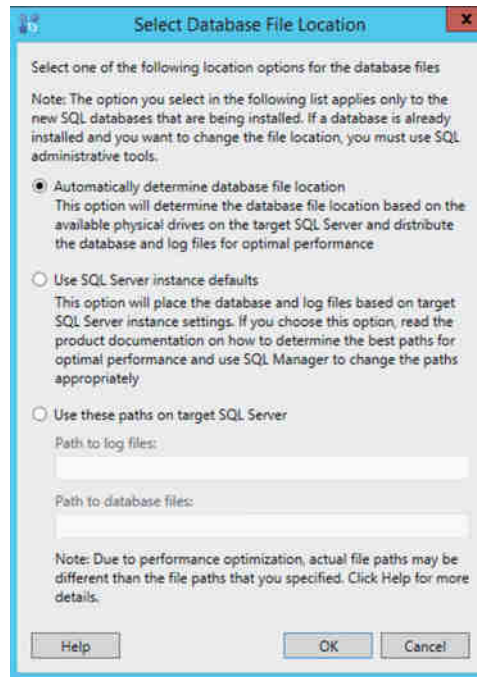 Select Database File Location
x
Select one of the following location options for the database files
Note: The option you select in the following list applies only to the
new SQL databases that are being installed. If a database is already
installed and you want to change the file location, you must use SQL
administrative tools.
Automatically determine database file location
This option will determine the database file location based on the
available physical drives on the target SQL Server and distribute
the database and log files for optimal performance
Use SQL Server instance defaults
This option will place the database and log files based on target
SQL Server instance settings. If you choose this option, read the
product documentation on how to determine the best paths for
optimal performance and use SQL Manager to change the paths
appropriately
Use these paths on target SQL Server
Path to log files:
Path to database files:
Note: Due to performance optimization, actual file paths may be
different than the file paths that you specified. Click Help for more
details.
Help
OK
Cancel